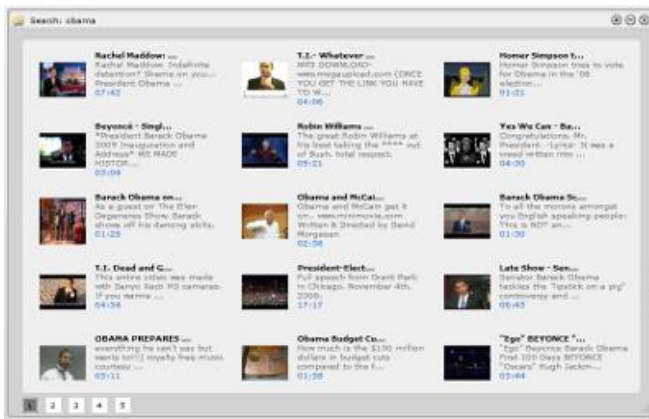 Search: obama
Rachel Maddow: ...
Rachel Maddow: Indefinite
detention? Shame on you...
President Obama ...
07:42
T.I.- Whatever ...
MP3 DOWNLOAD-
www.megaupload.com (ONCE
YOU GET THE LINK YOU HAVE
TO W...
04:06
Homer Simpson t...
Homer Simpson tries to vote
for Obama in the '08
election...
01:21
Beyoncé - Singl...
*President Barack Obama
2009 Inauguration and
Address* WE MADE
HISTOR...
03:04
Robin Williams ...
The great Robin Williams at
his best taking the **** out
of Bush. total respect.
09:21
Yes We Can - Ba...
Congratulations, Mr.
President. -Lyrics- It was a
creed written into ...
04:30
Barack Obama on...
As a guest on The Ellen
Degeneres Show, Barack
shows off his dancing skills.
01:25
Obama and McCai...
Obama and McCain get it
on... www.minimovie.com
Written & Directed by David
Morgasen
02:58
Barack Obama Sc...
To all the morons amongst
you English speaking people:
This is NOT an...
01:30
T.I. Dead and G...
This entire video was made
with Sanyo Xacti HD cameras.
If you wanna ...
04:54
President-Elect...
Full speech from Grant Park
in Chicago, November 4th,
2008.
17:17
Late Show - Sen...
Senator Barack Obama
tackles the "lipstick on a pig"
controversy and ...
06:43
OBAMA PREPARES ...
everything he can't say but
wants to!!!] royalty free music
courtesy ...
03:11
Obama Budget Cu...
How much is the $100 million
dollars in budget cuts
compared to the f...
01:38
"Ego" BEYONCE "...
"Ego" Beyonce Barack Obama
First 100 Days BEYONCE
"Oscars" Hugh Jackm...
03:44
1 2 3 4 5